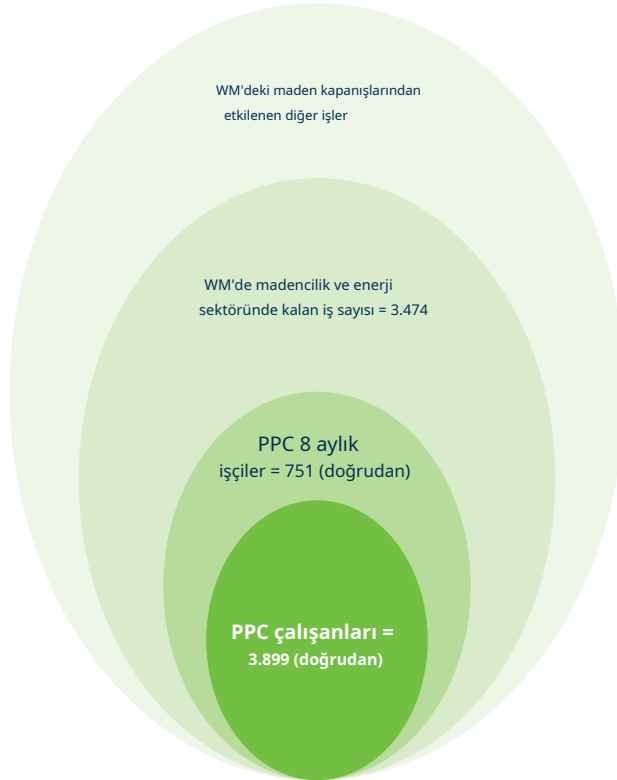 WM'deki maden kapanışlarından
etkilenen diğer işler
WM'de madencilik ve enerji
sektöründe kalan iş sayısı = 3.474
PPC 8 aylık
işçiler = 751 (doğrudan)
PPC çalışanları =
3.899 (doğrudan)